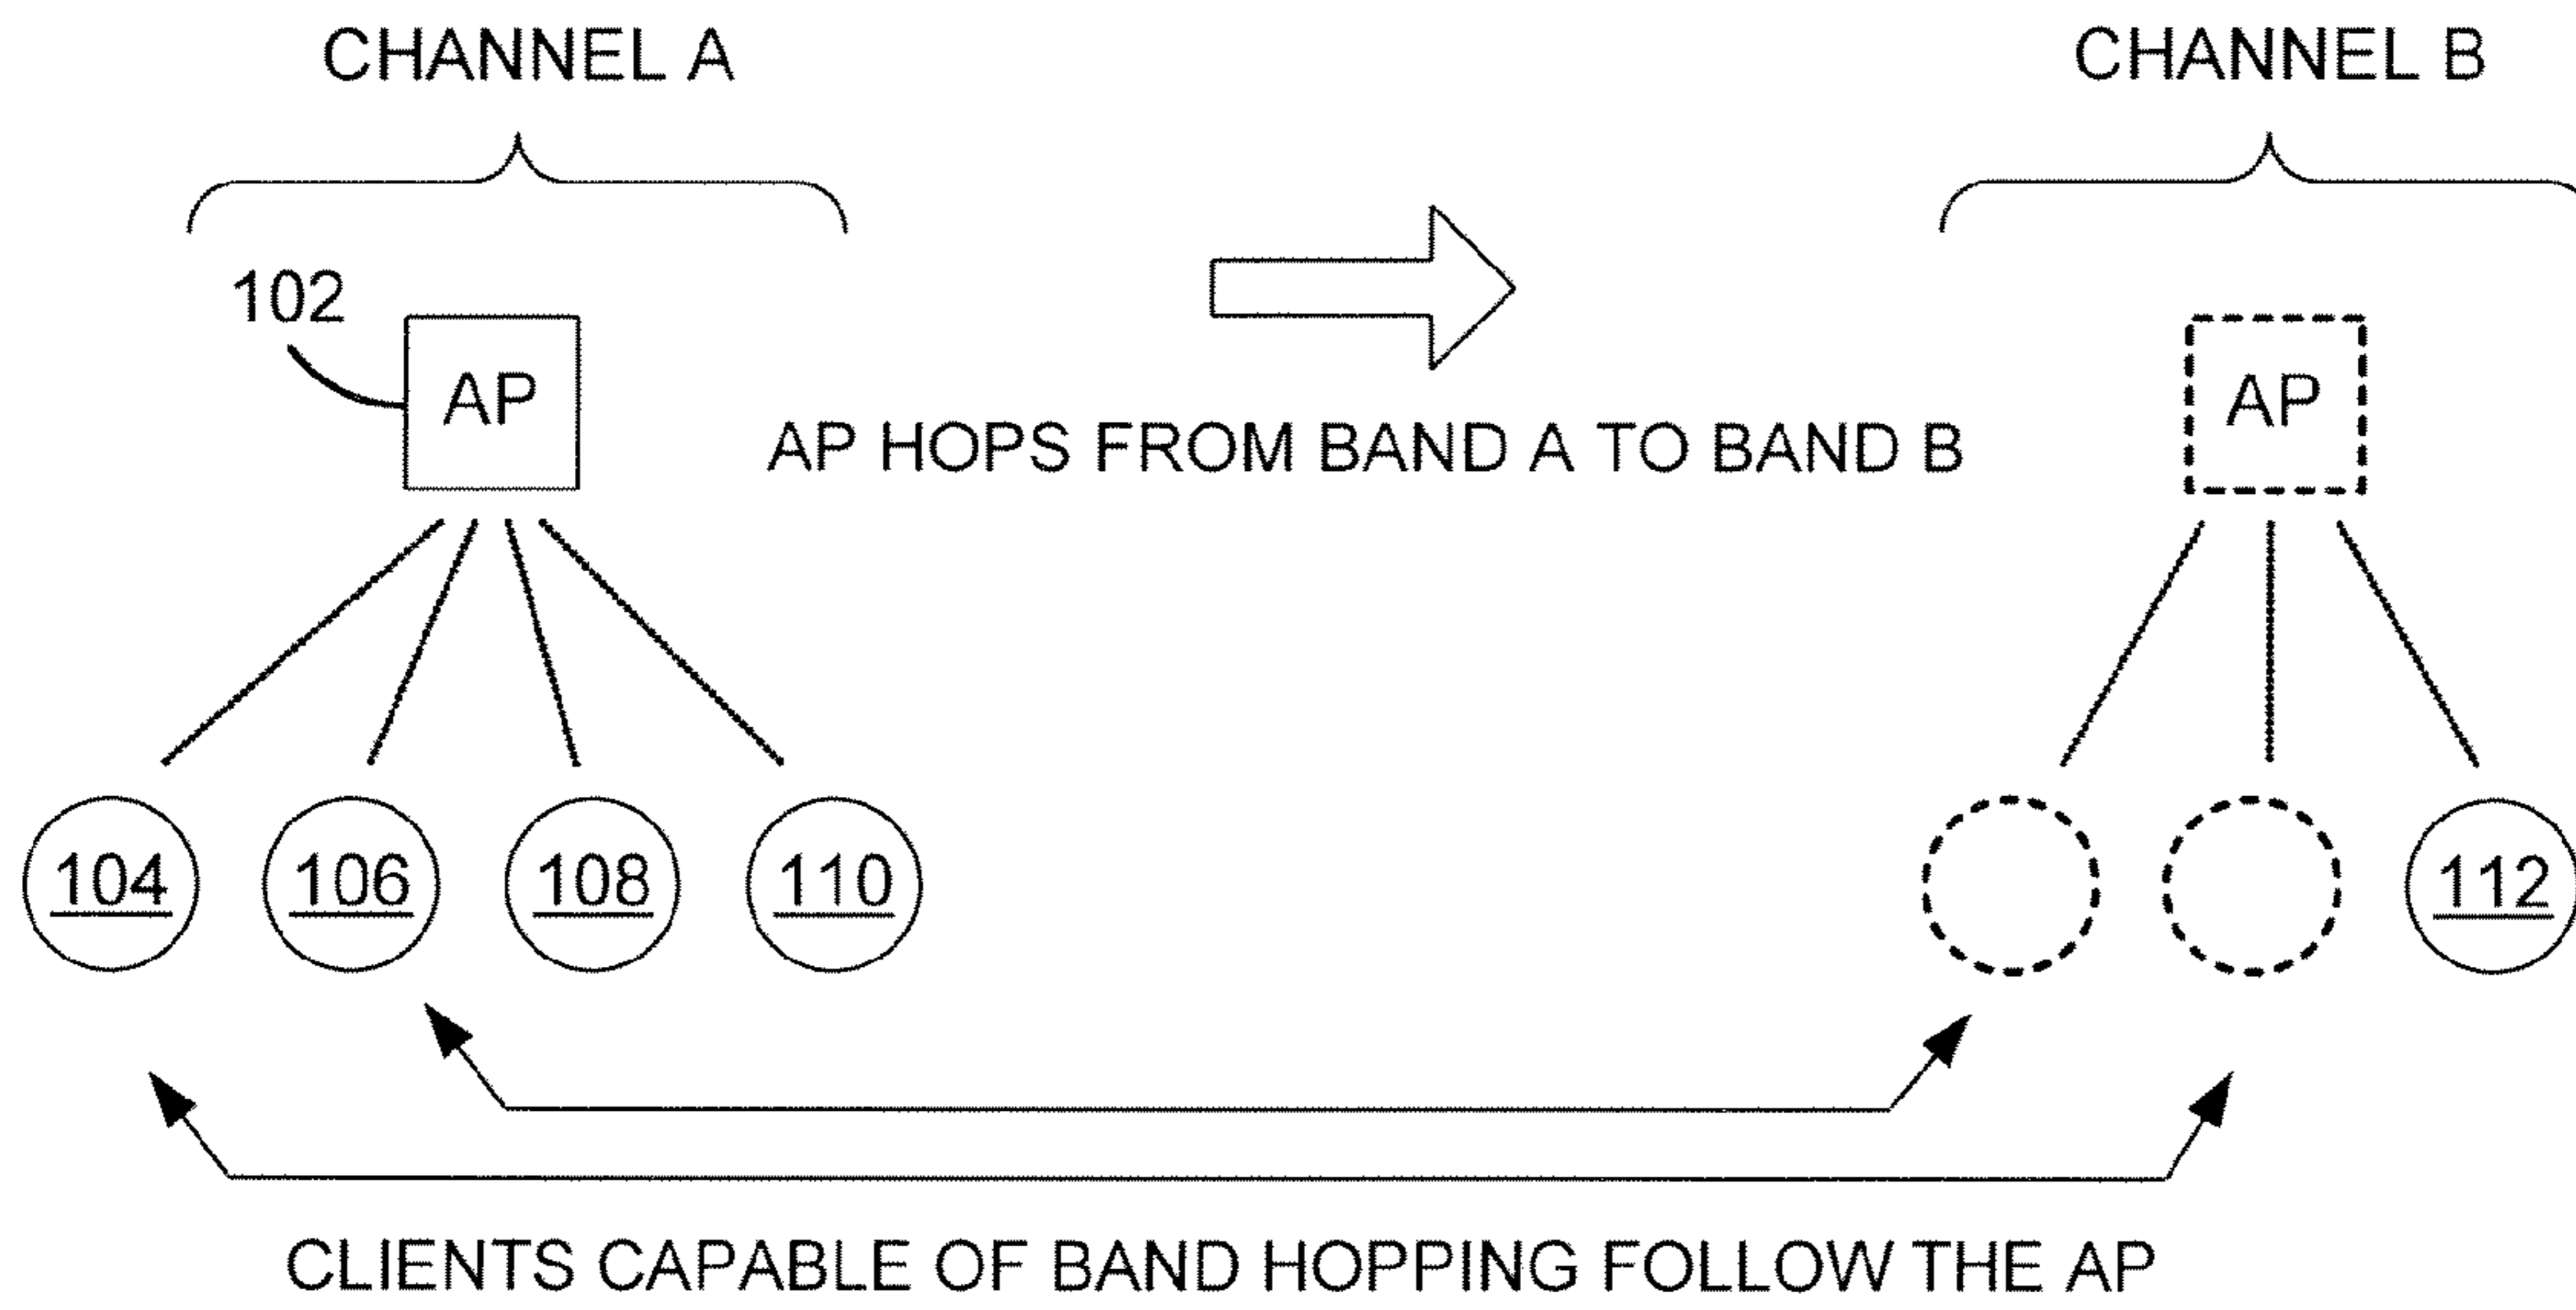 CHANNEL A
CHANNEL B
102
AP
AP
AP HOPS FROM BAND A TO BAND B
104
106
108
110
112
CLIENTS CAPABLE OF BAND HOPPING FOLLOW THE AP